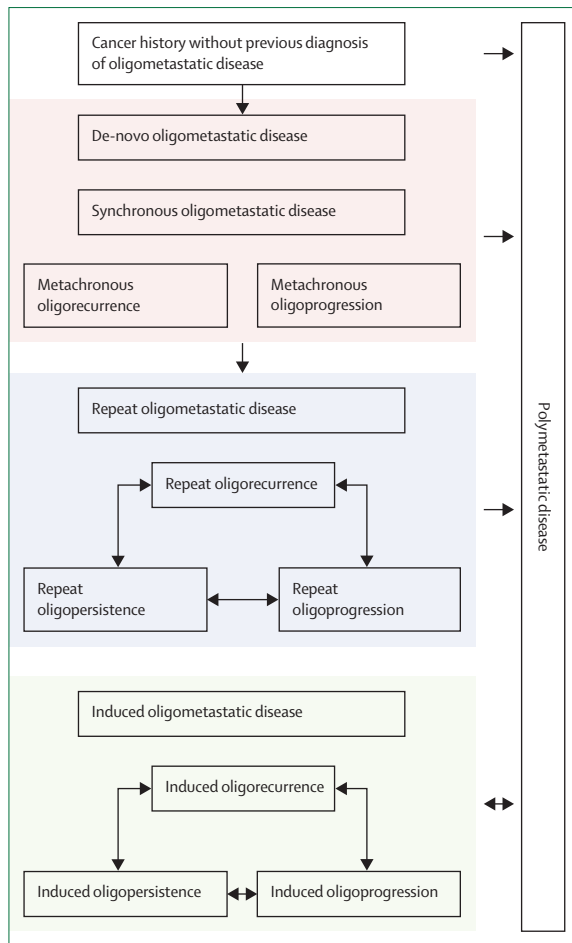 Cancer history without previous diagnosis
of oligometastatic disease
De-novo oligometastatic disease
Synchronous oligometastatic disease
Metachronous
oligorecurrence
Metachronous
oligoprogression
Repeat oligometastatic disease
Repeat oligorecurrence
Repeat
oligopersistence
Repeat
oligoprogression
Induced oligometastatic disease
Induced oligorecurrence
Induced oligopersistence
Induced oligoprogression
Polymetastatic disease